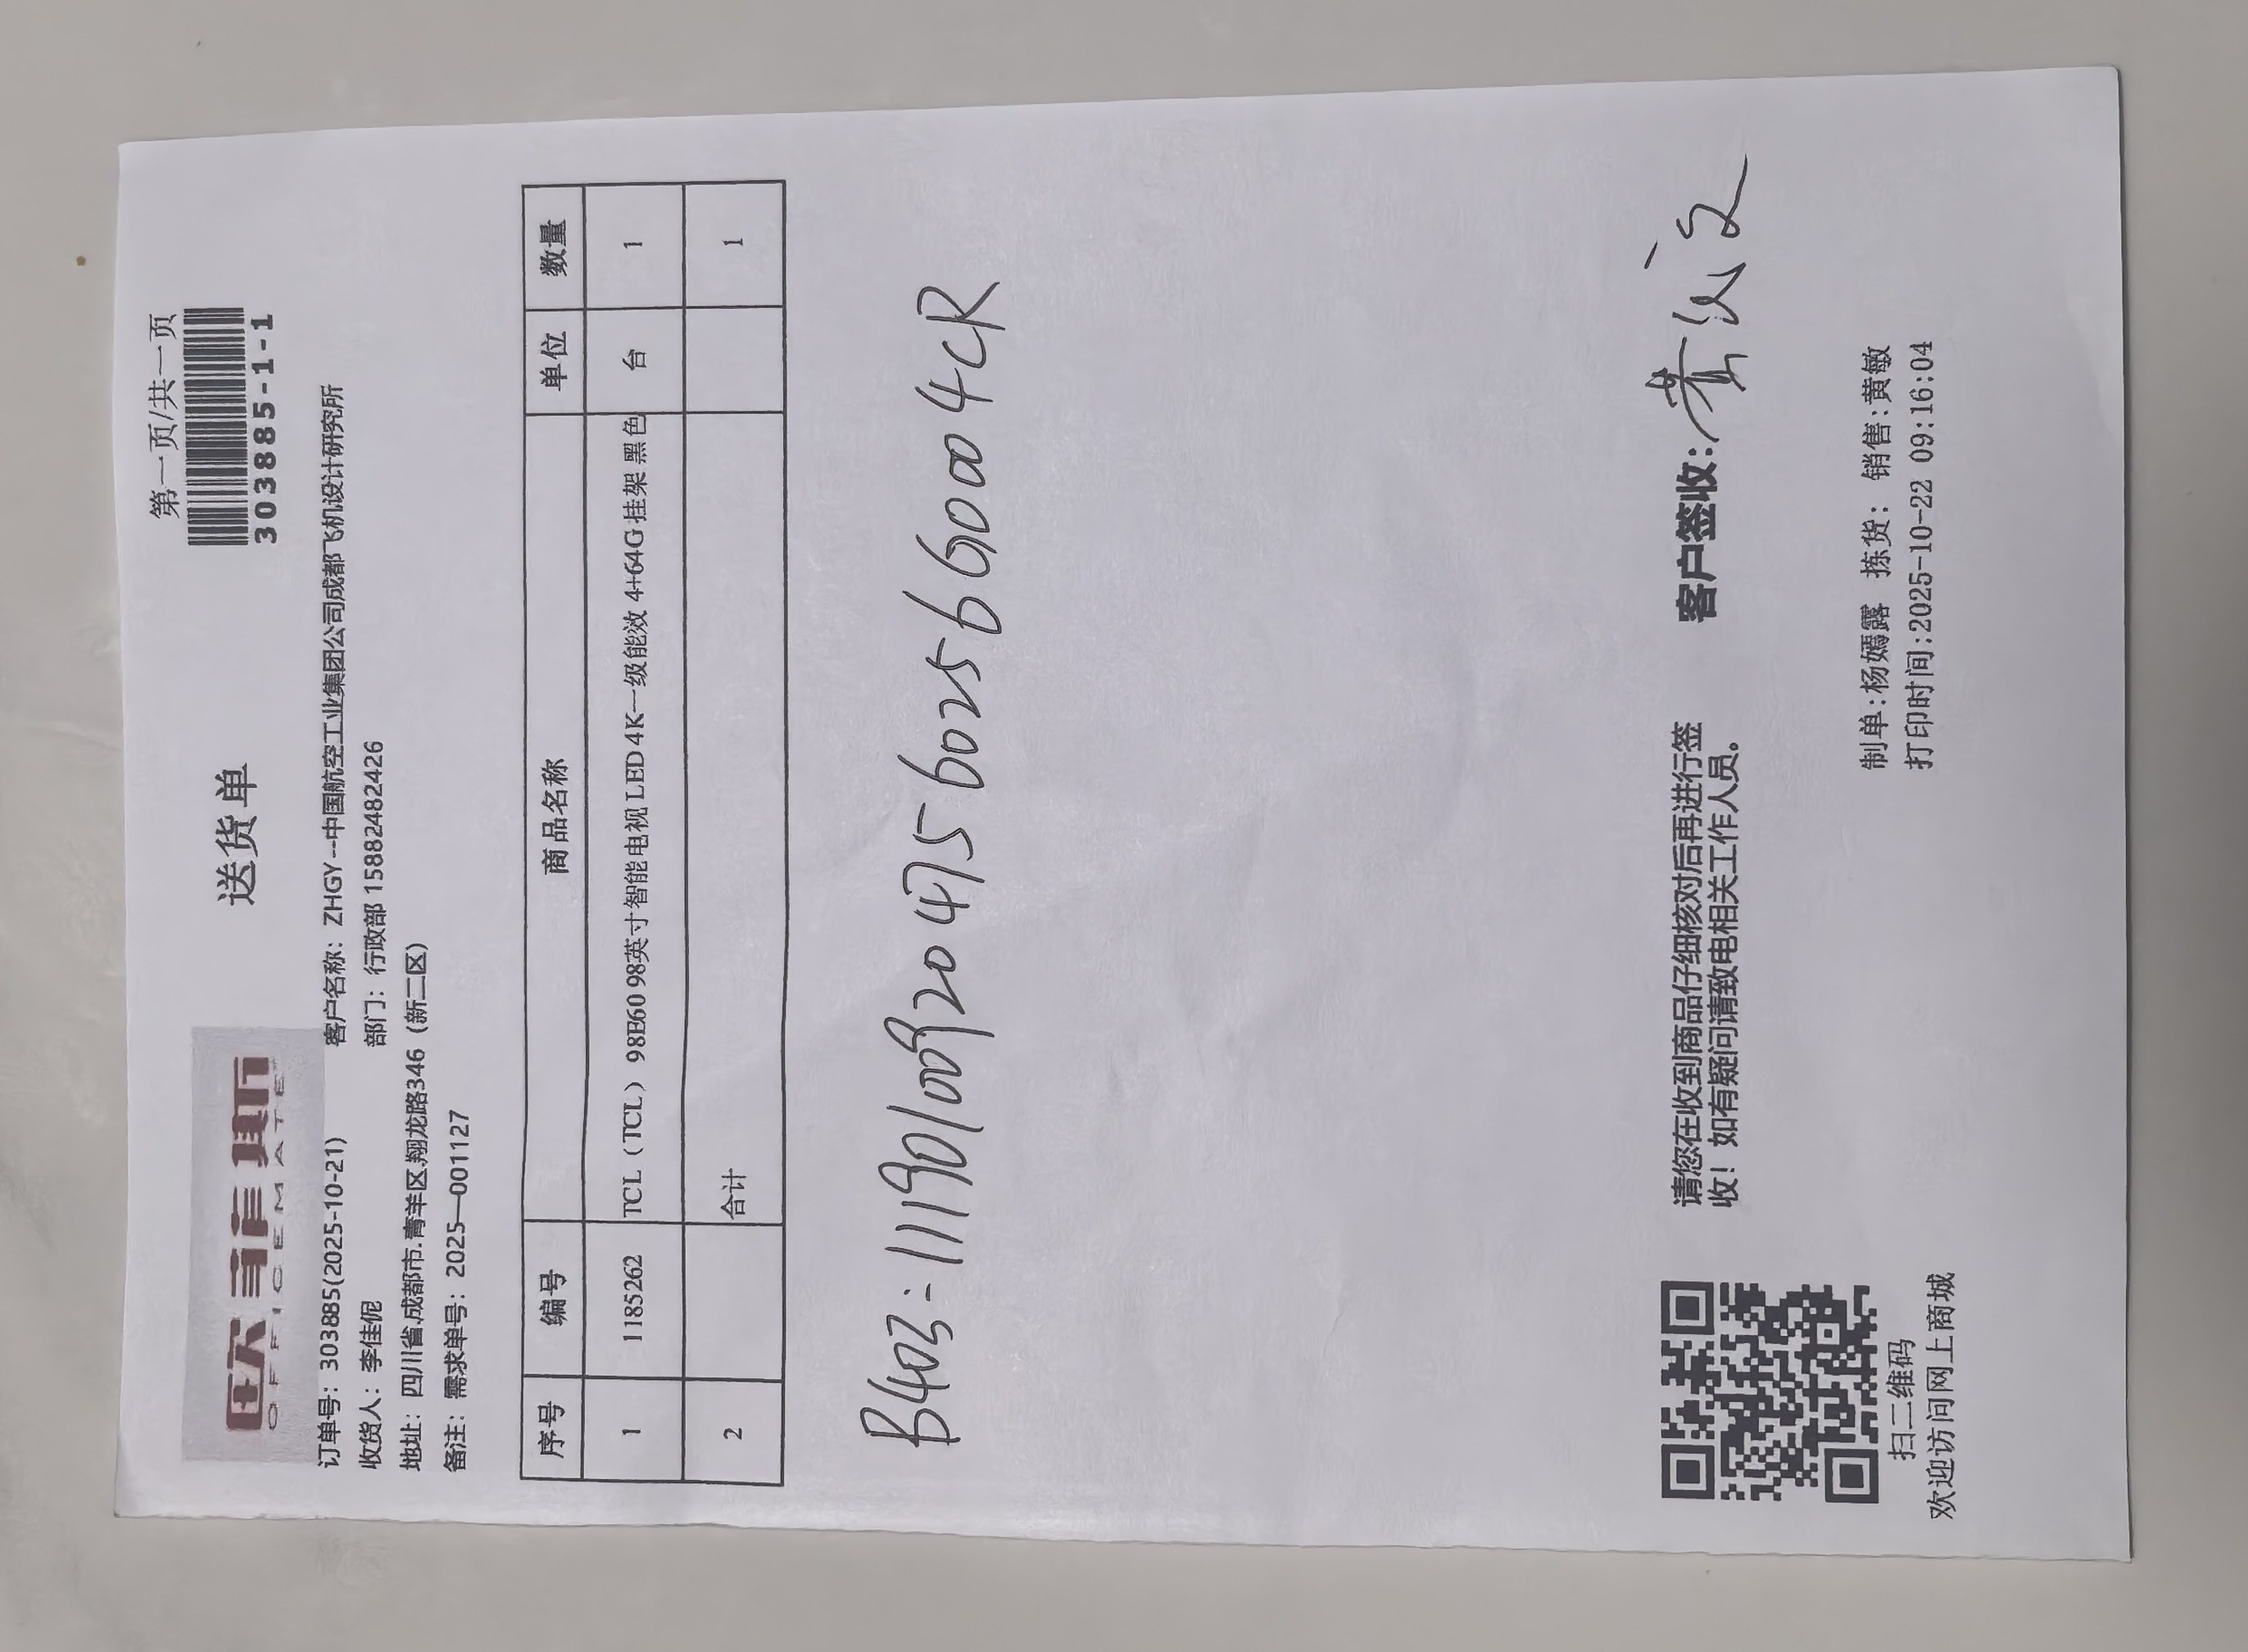 第一页/共一页
欧菲斯
OFFICEMATE
送货单
303885-1-1
订单号：303885(2025-10-21) 客户名称：ZHGY--中国航空工业集团公司成都飞机设计研究所
收货人：李佳伲 部门：行政部 15882482426
地址：四川省.成都市.青羊区.翔龙路346（新二区）
备注：需求单号：2025—001127
序号 编号 商品名称 单位 数量
1 1185262 TCL（TCL）98E60 98英寸智能电视 LED 4K一级能效 4+64G 挂架 黑色 台 1
2 合计 1
B403：111901009204756025660004CR
请您在收到商品仔细核对后再进行签
收！如有疑问请致电相关工作人员。
客户签收：
扫二维码
欢迎访问网上商城
制单:杨嫣露 拣货: 销售:黄敏
打印时间:2025-10-22 09:16:04